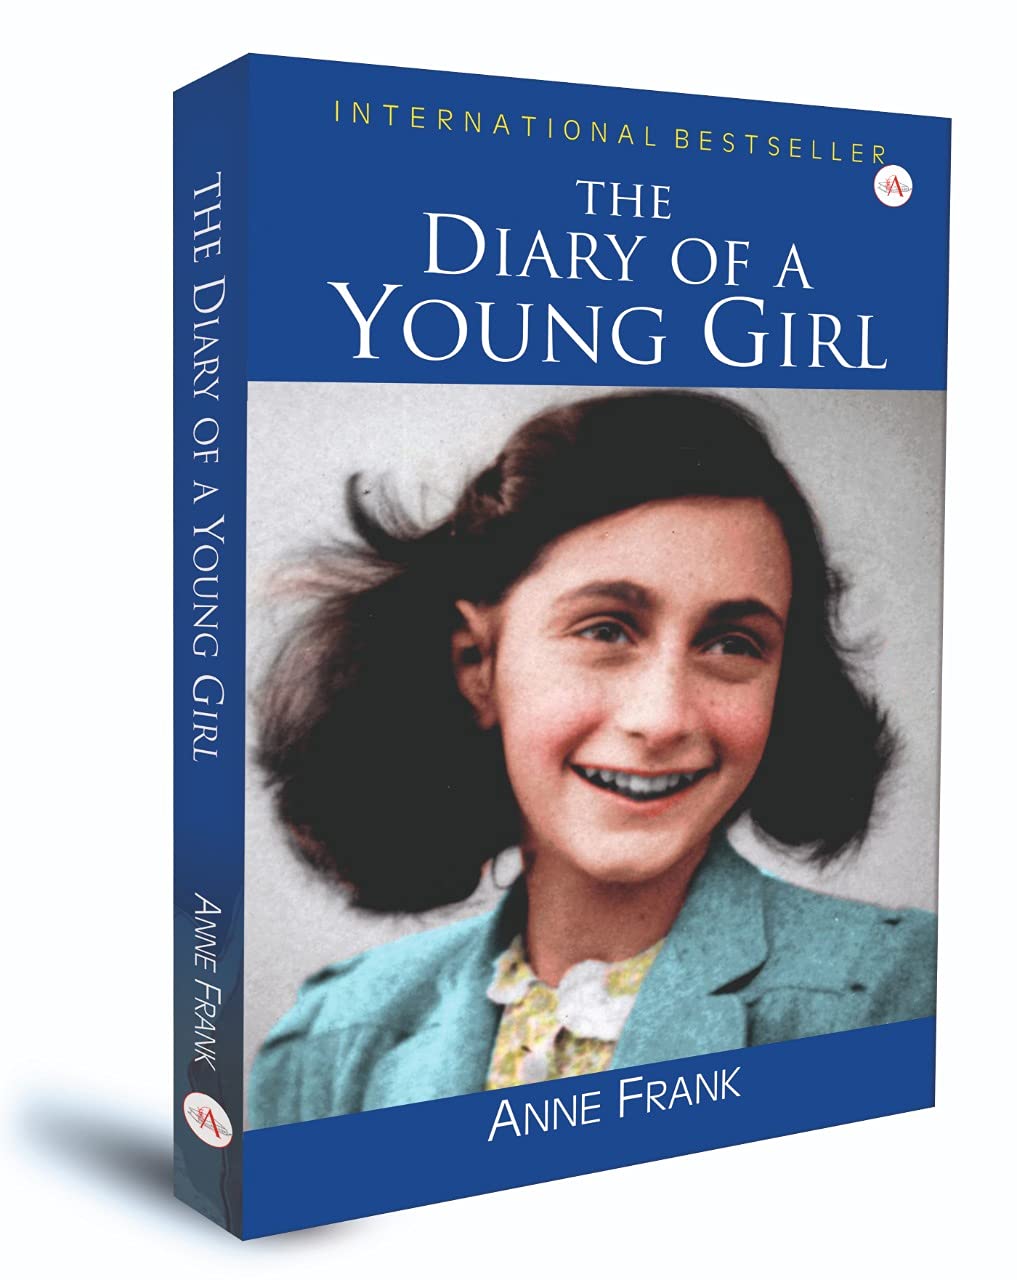 INTERNATIONAL BESTSELLER
THE
DIARY OF A
YOUNG GIRL
ANNE FRANK
THE DIARY OF A YOUNG GIRL
ANNE FRANK
A
A